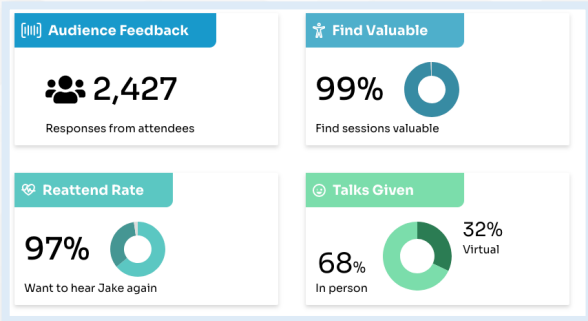 Audience Feedback
2,427
Responses from attendees
Find Valuable
99%
Find sessions valuable
Reattend Rate
97%
Want to hear Jake again
Talks Given
68%
In person
32%
Virtual